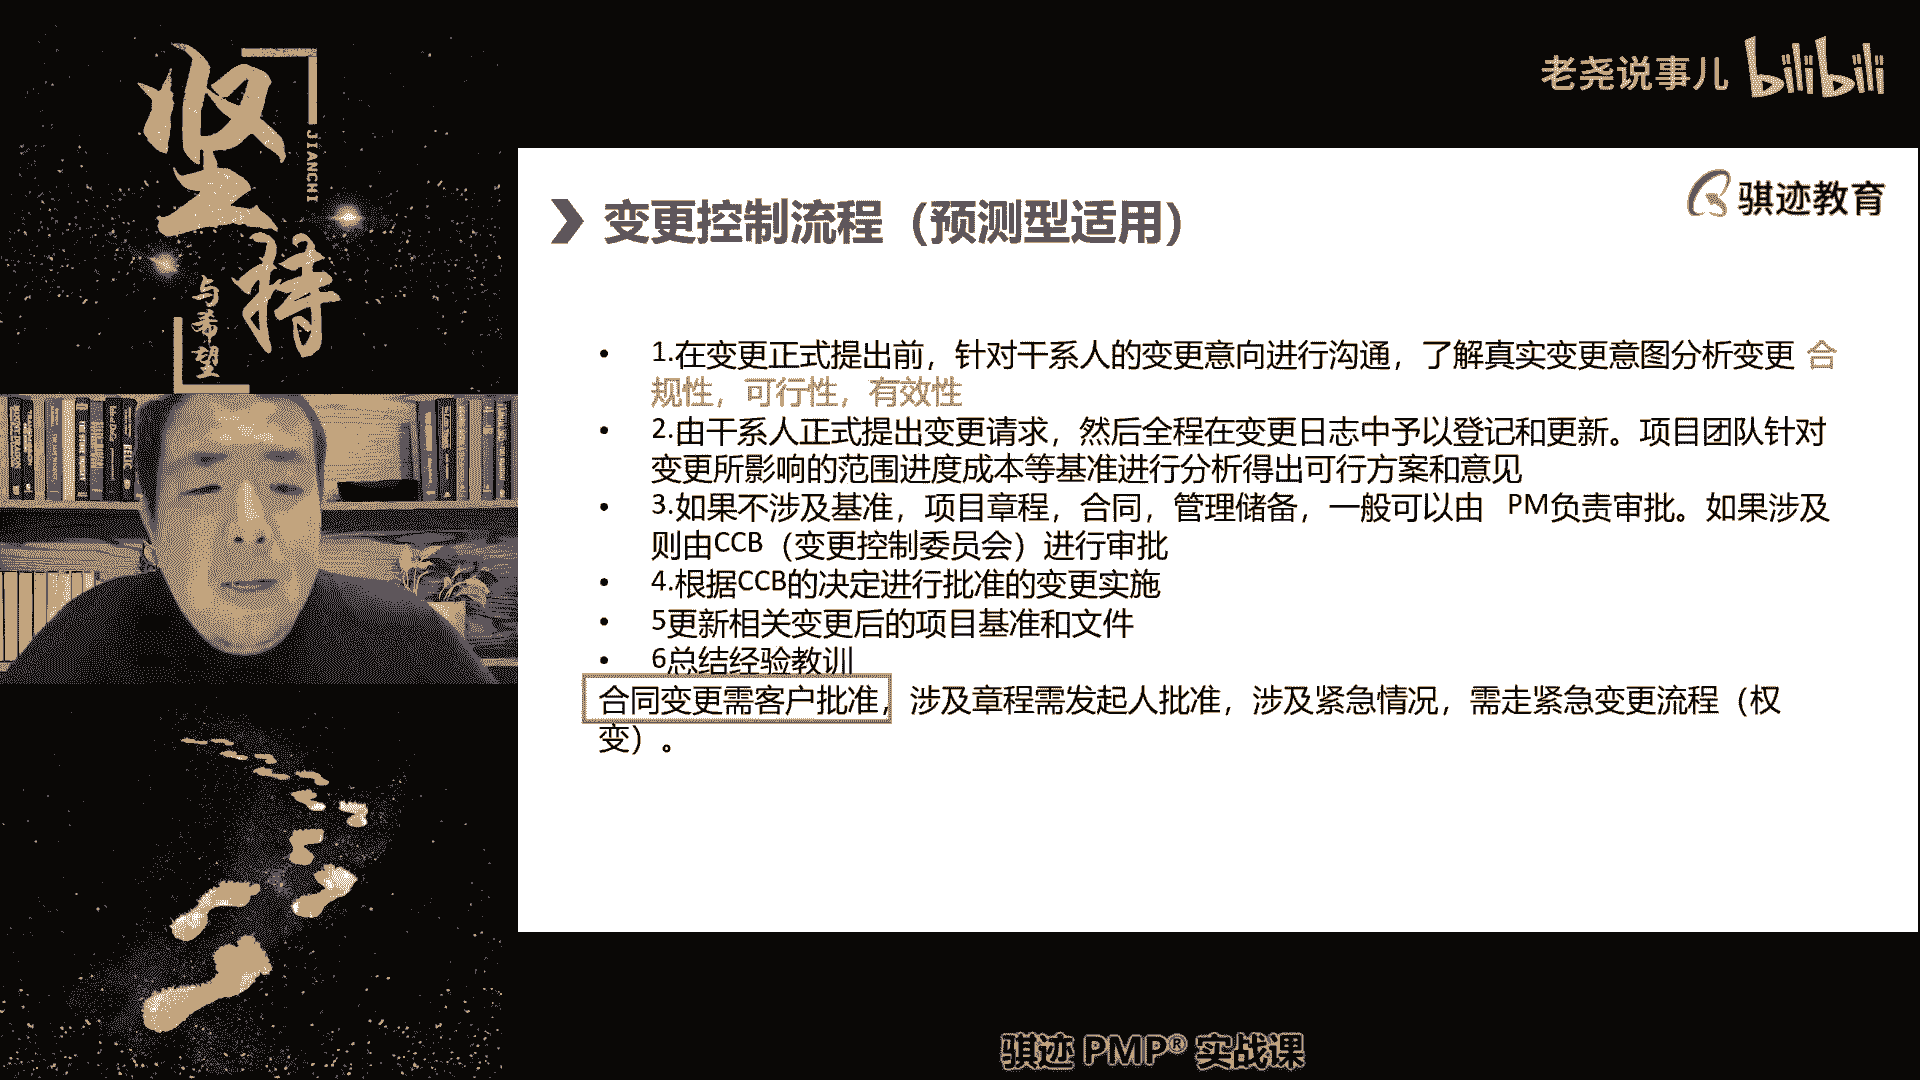 坚持
JIANCHI
与希望
老尧说事儿 bilibili
骐迹教育
变更控制流程（预测型适用）
• 1.在变更正式提出前，针对干系人的变更意向进行沟通，了解真实变更意图分析变更 合
规性，可行性，有效性
• 2.由干系人正式提出变更请求，然后全程在变更日志中予以登记和更新。项目团队针对
变更所影响的范围进度成本等基准进行分析得出可行方案和意见
• 3.如果不涉及基准，项目章程，合同，管理储备，一般可以由 PM负责审批。如果涉及
则由CCB（变更控制委员会）进行审批
• 4.根据CCB的决定进行批准的变更实施
• 5更新相关变更后的项目基准和文件
• 6总结经验教训
合同变更需客户批准，涉及章程需发起人批准，涉及紧急情况，需走紧急变更流程（权
变）。
骐迹 PMP® 实战课